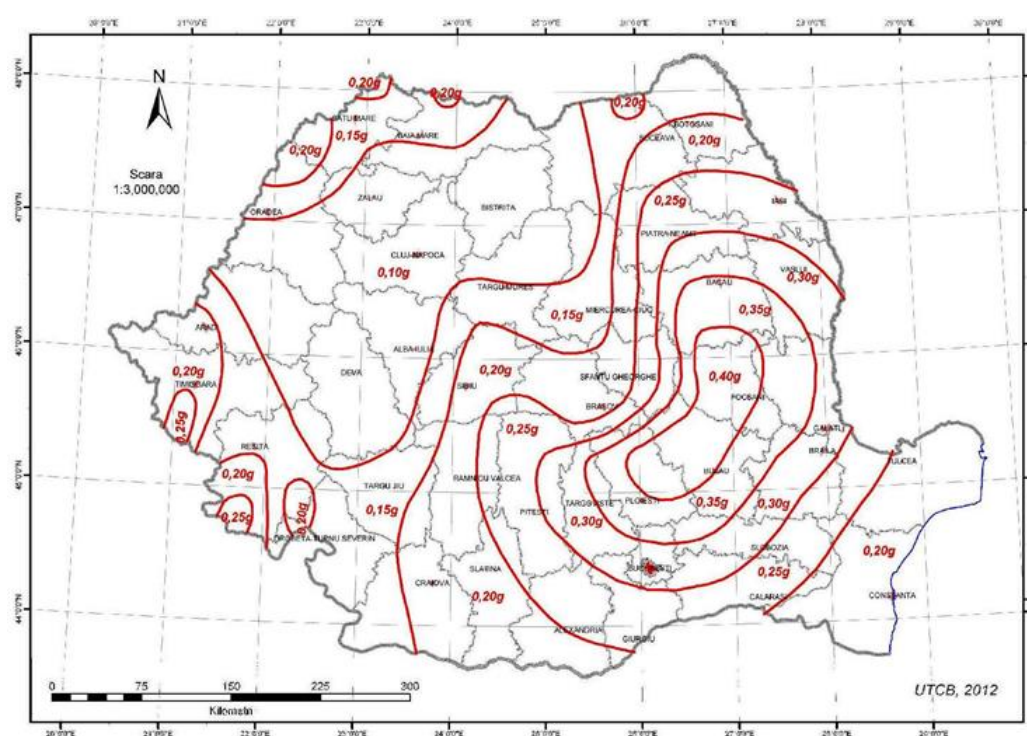 N
Scara
1:3,000,000
0,20g
0,20g
0,20g
SATU MARE
0,15g
BAIA MARE
SUCEAVA
BOTOSANI
0,20g
0,20g
ORADEA
ZALAU
BISTRITA
0,25g
IASI
PIATRA-NEAMT
CLUJ-NAPOCA
0,10g
TARGU-MURES
VASLUI
0,30g
BACAU
0,35g
MIERCUREA-CIUC
0,15g
ARAD
ALBA-IULIA
0,20g
TIMISOARA
DEVA
SIBIU
0,20g
SFANTU GHEORGHE
0,40g
FOCSANI
BRASOV
0,25g
0,25g
GALATI
BRAILA
TULCEA
RESITA
0,20g
TARGU JIU
RAMNICU VALCEA
BUZAU
0,15g
PITESTI
TARGOVISTE
PLOIESTI
0,30g
0,35g
0,30g
0,25g
0,20g
DROBETA-TURNU SEVERIN
SLOBOZIA
0,20g
BUCURESTI
0,25g
CRAIOVA
SLATINA
0,20g
CALARASI
CONSTANTA
ALEXANDRIA
GIURGIU
0 75 150 225 300
Kilometri
UTCB, 2012